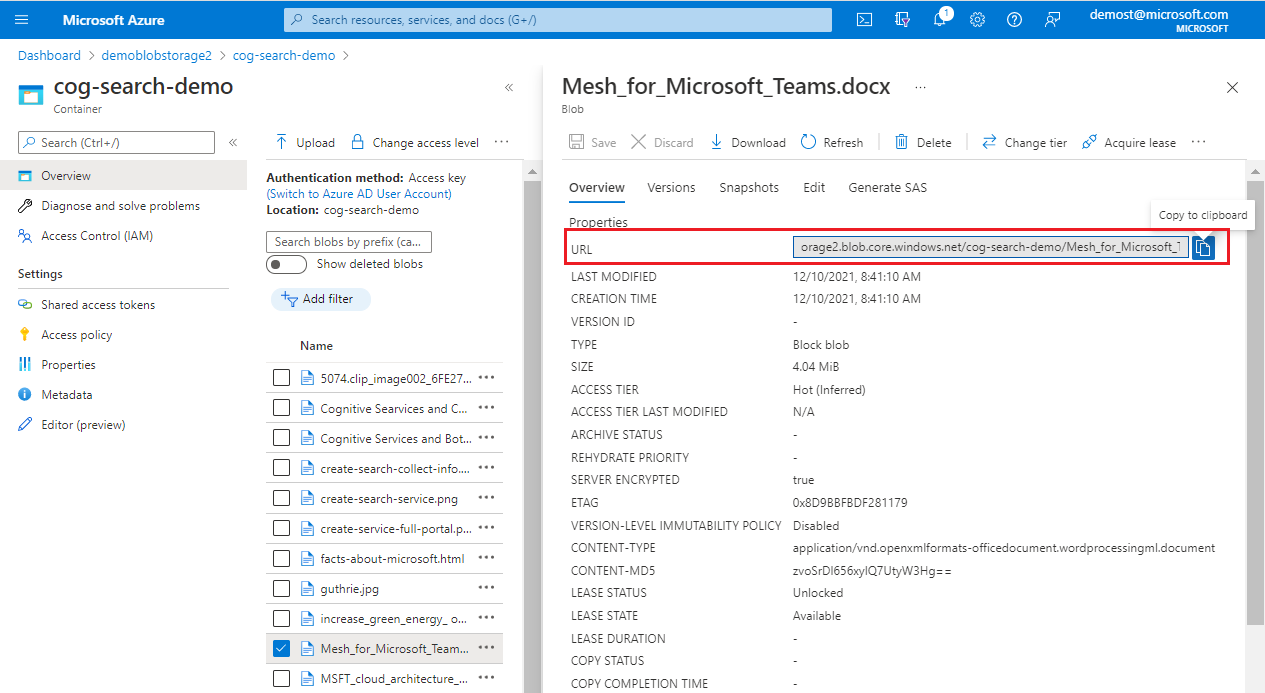 Microsoft Azure
Search resources, services, and docs (G+/)
1
demost@microsoft.com
MICROSOFT
Dashboard > demoblobstorage2 > cog-search-demo >
cog-search-demo
Container
«
Search (Ctrl+/)
«
Overview
Diagnose and solve problems
Access Control (IAM)
Settings
Shared access tokens
Access policy
Properties
Metadata
Editor (preview)
Upload Change access level ...
Authentication method: Access key
(Switch to Azure AD User Account)
Location: cog-search-demo
Search blobs by prefix (ca...
Show deleted blobs
Add filter
Name
5074.clip_image002_6FE27... ...
Cognitive Searvices and C... ...
Cognitive Services and Bot... ...
create-search-collect-info.... ...
create-search-service.png ...
create-service-full-portal.p... ...
facts-about-microsoft.html ...
guthrie.jpg ...
increase_green_energy_ o... ...
Mesh_for_Microsoft_Team... ...
MSFT_cloud_architecture_... ...
Mesh_for_Microsoft_Teams.docx ...
Blob
Save Discard Download Refresh Delete Change tier Acquire lease ...
Overview Versions Snapshots Edit Generate SAS
Copy to clipboard
Properties
URL orage2.blob.core.windows.net/cog-search-demo/Mesh_for_Microsoft_T
LAST MODIFIED 12/10/2021, 8:41:10 AM
CREATION TIME 12/10/2021, 8:41:10 AM
VERSION ID -
TYPE Block blob
SIZE 4.04 MiB
ACCESS TIER Hot (Inferred)
ACCESS TIER LAST MODIFIED N/A
ARCHIVE STATUS -
REHYDRATE PRIORITY -
SERVER ENCRYPTED true
ETAG 0x8D9BBFBDF281179
VERSION-LEVEL IMMUTABILITY POLICY Disabled
CONTENT-TYPE application/vnd.openxmlformats-officedocument.wordprocessingml.document
CONTENT-MD5 zvoSrDI656xyIQ7UtyW3Hg==
LEASE STATUS Unlocked
LEASE STATE Available
LEASE DURATION -
COPY STATUS -
COPY COMPLETION TIME -